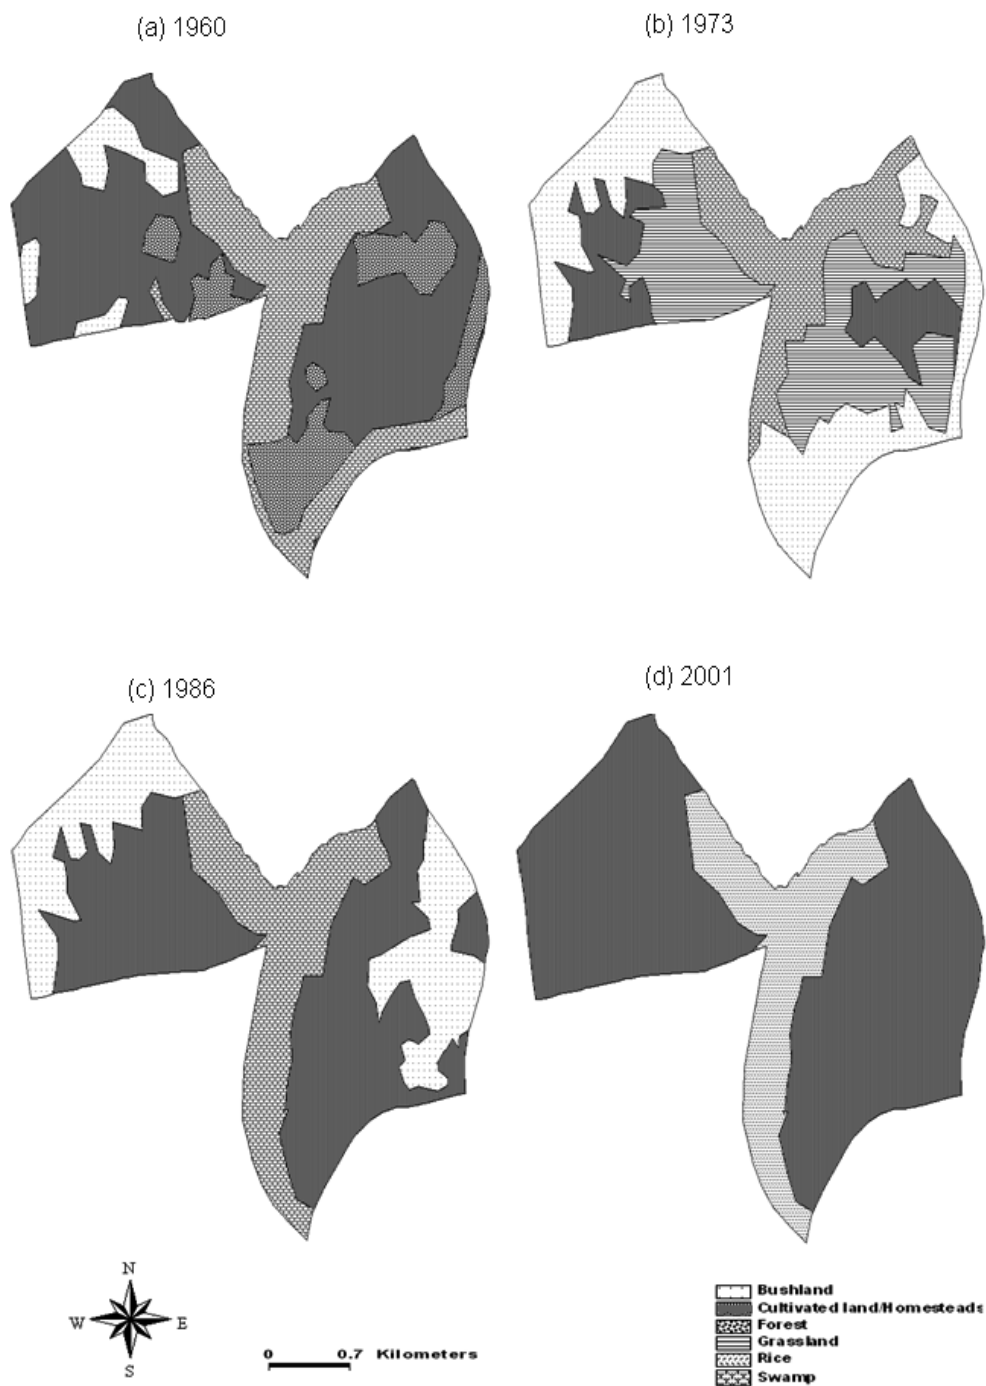 (a) 1960
(b) 1973
(c) 1986
(d) 2001
N
W E
S
0 0.7 Kilometers
Bushland
Cultivated land/Homesteads
Forest
Grassland
Rice
Swamp